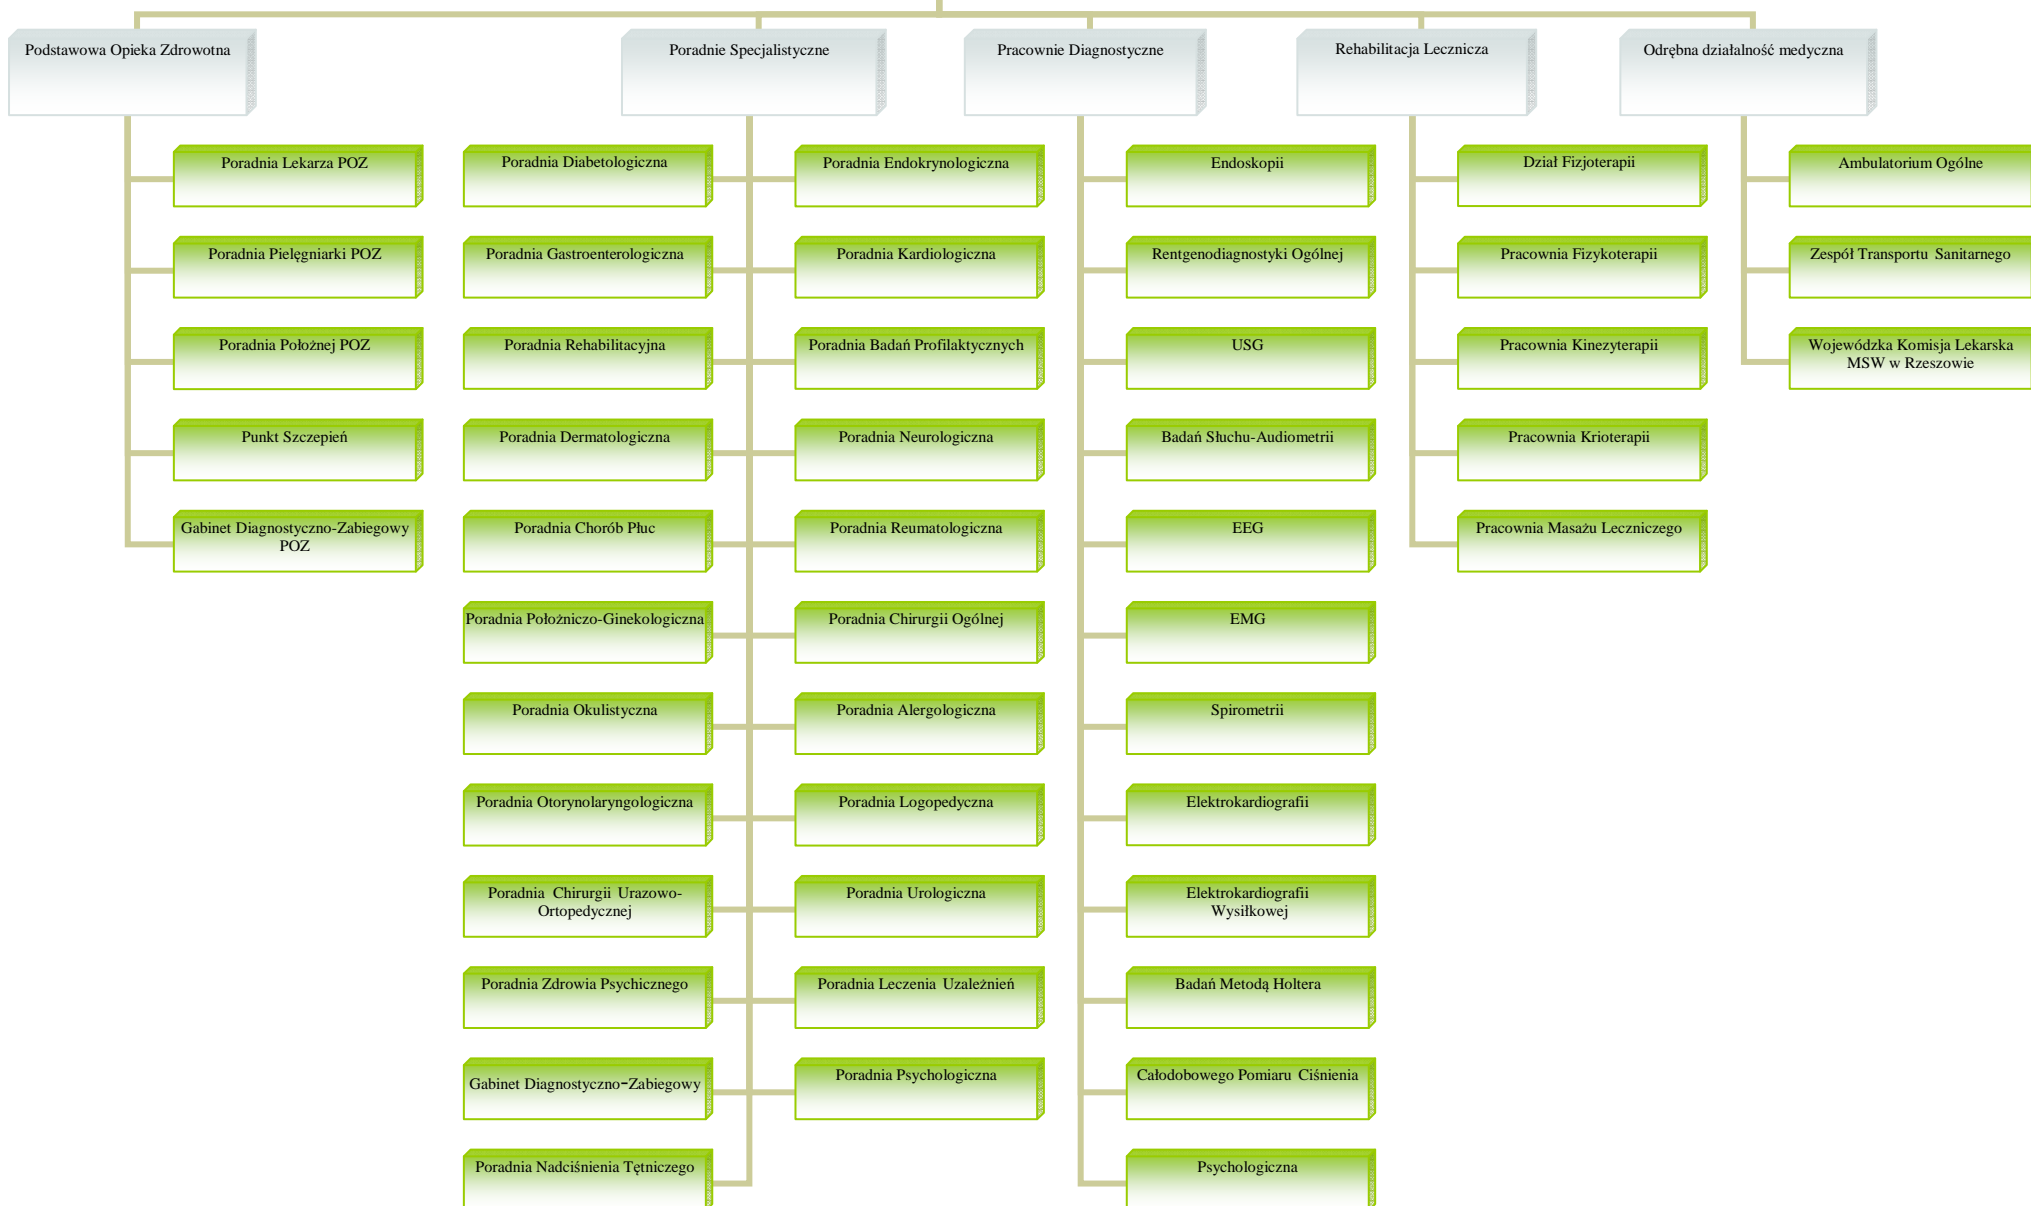 Podstawowa Opieka Zdrowotna
Poradnie Specjalistyczne
Pracownie Diagnostyczne
Rehabilitacja Lecznicza
Odrębna działalność medyczna
Poradnia Lekarza POZ
Poradnia Pielęgniarki POZ
Poradnia Położnej POZ
Punkt Szczepień
Gabinet Diagnostyczno-Zabiegowy
POZ
Poradnia Diabetologiczna
Poradnia Gastroenterologiczna
Poradnia Rehabilitacyjna
Poradnia Dermatologiczna
Poradnia Chorób Płuc
Poradnia Położniczo-Ginekologiczna
Poradnia Okulistyczna
Poradnia Otorynolaryngologiczna
Poradnia Chirurgii Urazowo-
Ortopedycznej
Poradnia Zdrowia Psychicznego
Gabinet Diagnostyczno-Zabiegowy
Poradnia Nadciśnienia Tętniczego
Poradnia Endokrynologiczna
Poradnia Kardiologiczna
Poradnia Badań Profilaktycznych
Poradnia Neurologiczna
Poradnia Reumatologiczna
Poradnia Chirurgii Ogólnej
Poradnia Alergologiczna
Poradnia Logopedyczna
Poradnia Urologiczna
Poradnia Leczenia Uzależnień
Poradnia Psychologiczna
Endoskopii
Rentgenodiagnostyki Ogólnej
USG
Badań Słuchu-Audiometrii
EEG
EMG
Spirometrii
Elektrokardiografii
Elektrokardiografii
Wysiłkowej
Badań Metodą Holtera
Całodobowego Pomiaru Ciśnienia
Psychologiczna
Dział Fizjoterapii
Pracownia Fizykoterapii
Pracownia Kinezyterapii
Pracownia Krioterapii
Pracownia Masażu Leczniczego
Ambulatorium Ogólne
Zespół Transportu Sanitarnego
Wojewódzka Komisja Lekarska
MSW w Rzeszowie